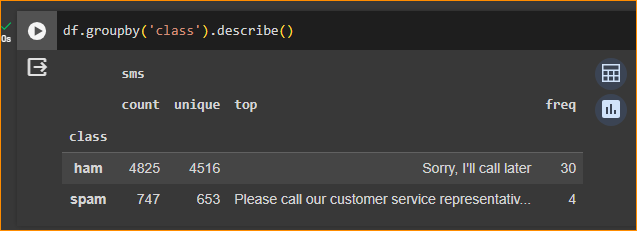 df.groupby('class').describe()
0s
sms
count unique top freq
class
ham 4825 4516 Sorry, I'll call later 30
spam 747 653 Please call our customer service representativ... 4